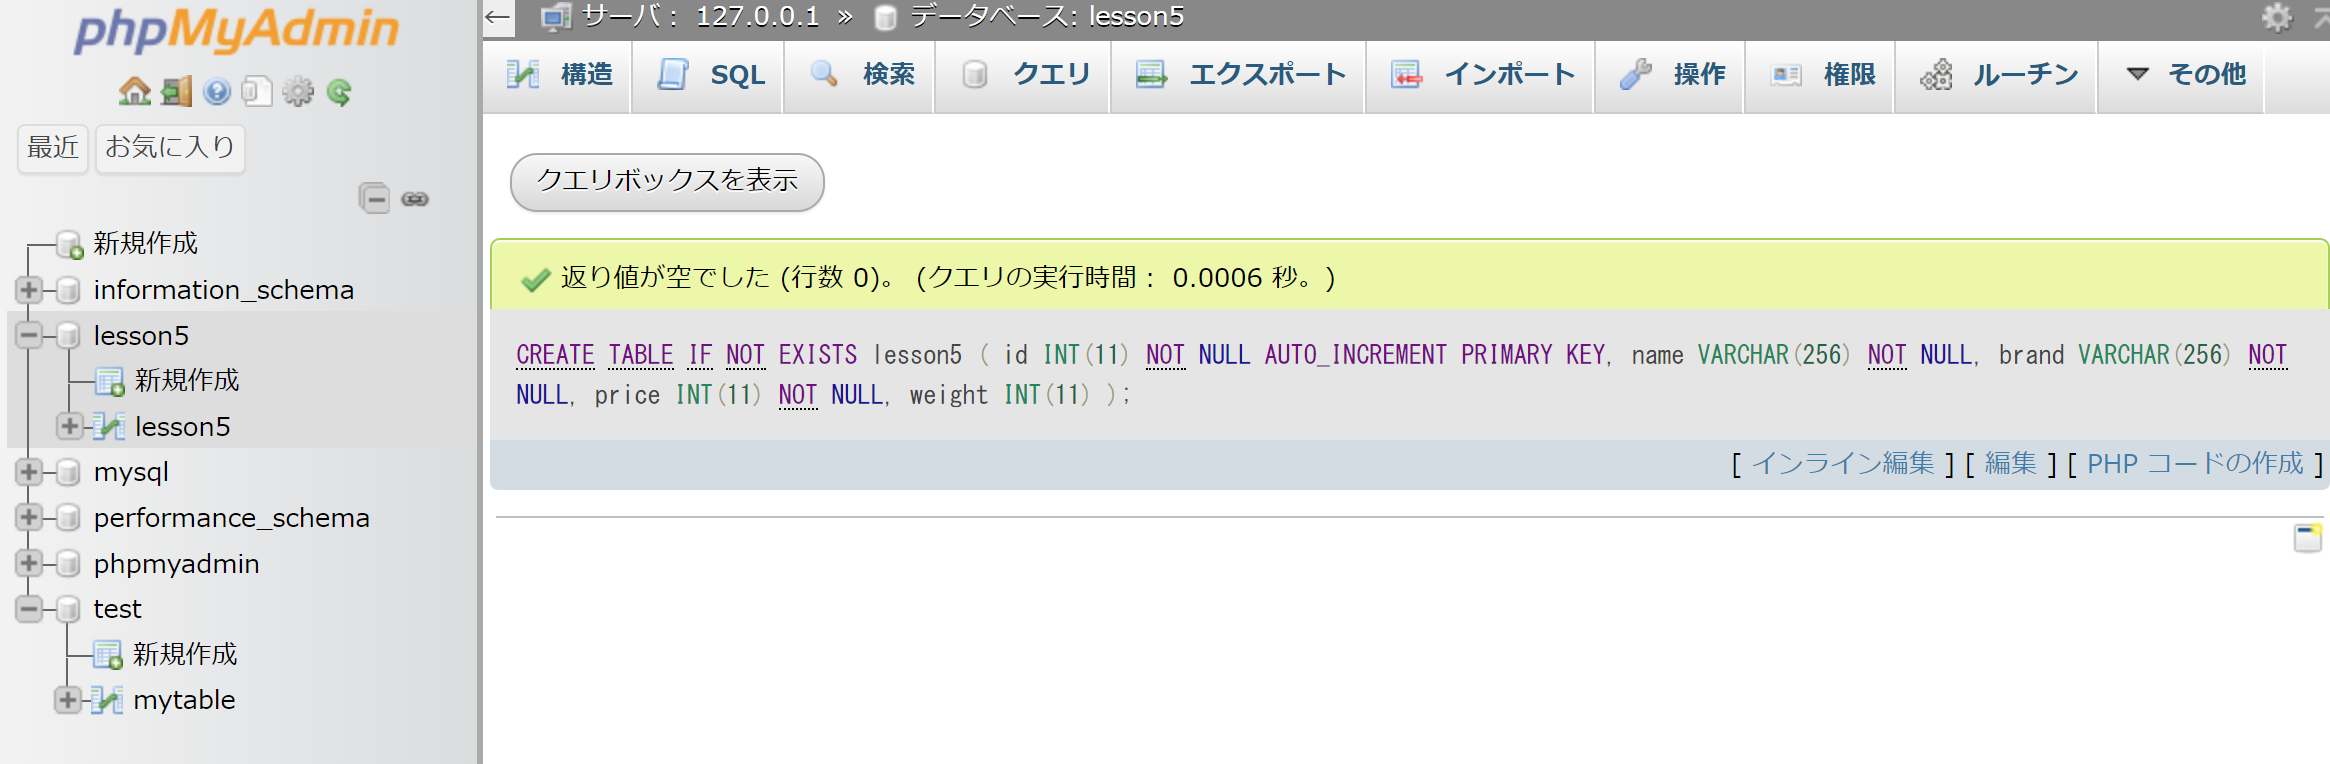 phpMyAdmin
最近 お気に入り
新規作成
information_schema
lesson5
新規作成
lesson5
mysql
performance_schema
phpmyadmin
test
新規作成
mytable
← サーバ： 127.0.0.1 » データベース: lesson5
構造 SQL 検索 クエリ エクスポート インポート 操作 権限 ルーチン その他
クエリボックスを表示
返り値が空でした (行数 0)。 (クエリの実行時間： 0.0006 秒。)
CREATE TABLE IF NOT EXISTS lesson5 ( id INT(11) NOT NULL AUTO_INCREMENT PRIMARY KEY, name VARCHAR(256) NOT NULL, brand VARCHAR(256) NOT
NULL, price INT(11) NOT NULL, weight INT(11) );
[ インライン編集 ] [ 編集 ] [ PHP コードの作成 ]